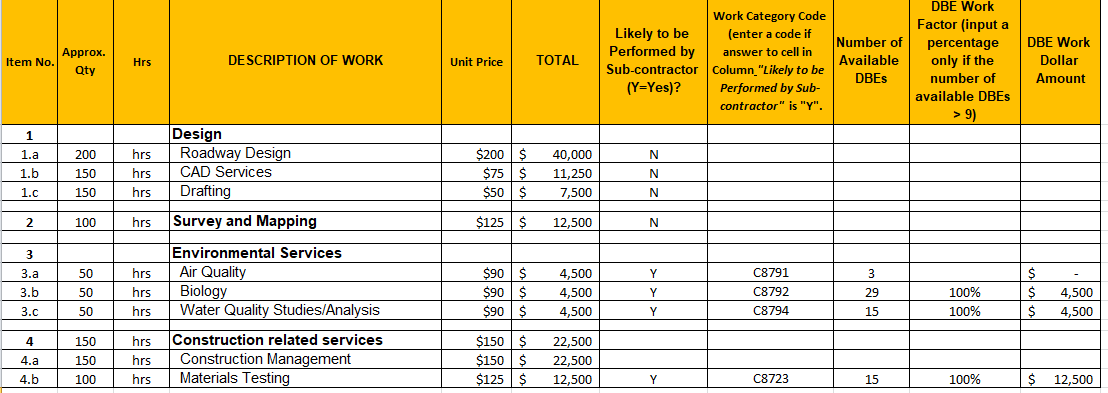 Item No. | Approx. Qty | Hrs | DESCRIPTION OF WORK | Unit Price | TOTAL | Likely to be Performed by Sub-contractor (Y=Yes)? | Work Category Code (enter a code if answer to cell in Column "Likely to be Performed by Sub-contractor" is "Y". | Number of Available DBEs | DBE Work Factor (input a percentage only if the number of available DBEs > 9) | DBE Work Dollar Amount
1 Design
1.a 200 hrs Roadway Design $200 $ 40,000 N
1.b 150 hrs CAD Services $75 $ 11,250 N
1.c 150 hrs Drafting $50 $ 7,500 N
2 100 hrs Survey and Mapping $125 $ 12,500 N
3 Environmental Services
3.a 50 hrs Air Quality $90 $ 4,500 Y C8791 3 $ -
3.b 50 hrs Biology $90 $ 4,500 Y C8792 29 100% $ 4,500
3.c 50 hrs Water Quality Studies/Analysis $90 $ 4,500 Y C8794 15 100% $ 4,500
4 150 hrs Construction related services $150 $ 22,500
4.a 150 hrs Construction Management $150 $ 22,500
4.b 100 hrs Materials Testing $125 $ 12,500 Y C8723 15 100% $ 12,500